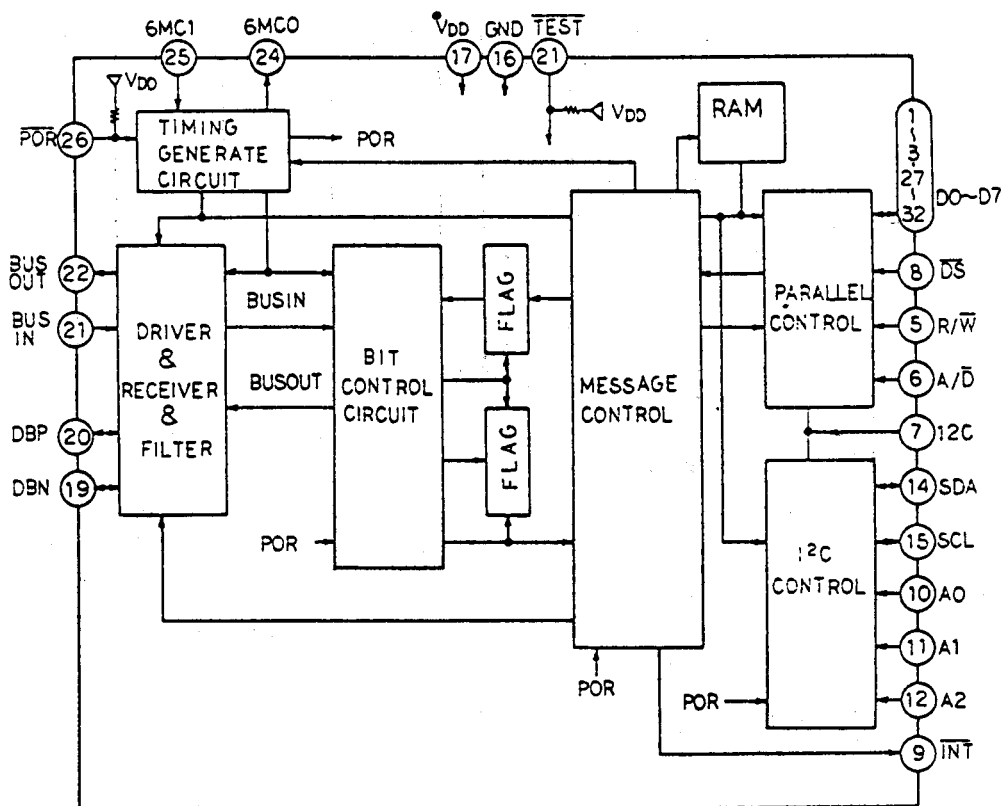 6MC1
6MCO
VDD
GND
TEST
25
24
17
16
21
VDD
POR
26
TIMING
GENERATE
CIRCUIT
POR
VDD
RAM
1
~
3
27
~
32
DO~D7
BUS
OUT
22
BUS
IN
21
DBP
20
DBN
19
DRIVER
&
RECEIVER
&
FILTER
BUSIN
BUSOUT
BIT
CONTROL
CIRCUIT
FLAG
FLAG
POR
MESSAGE
CONTROL
POR
PARALLEL
CONTROL
8 DS
5 R/W
6 A/D
7 I2C
I²C
CONTROL
POR
14 SDA
15 SCL
10 A0
11 A1
12 A2
9 INT